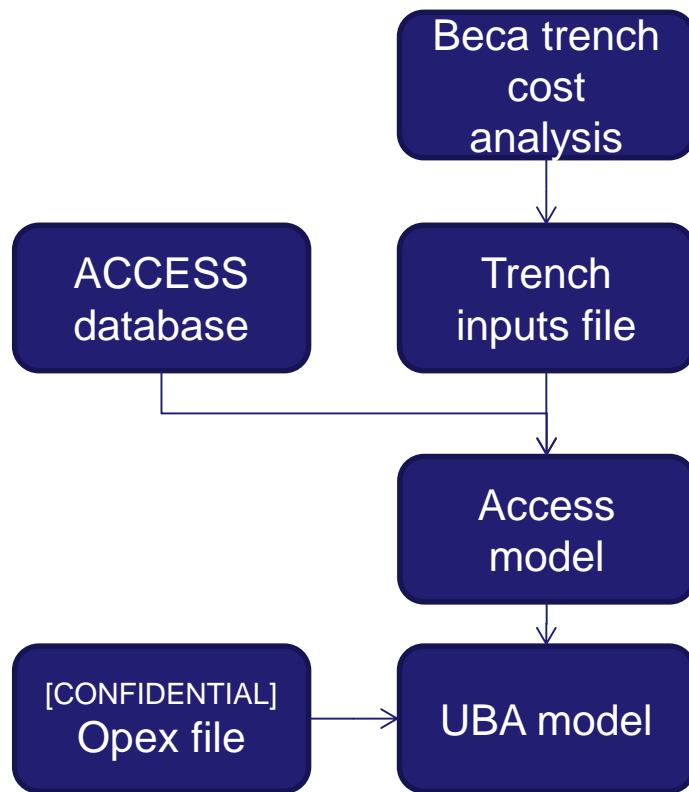 Beca trench
cost
analysis
ACCESS
database
Trench
inputs file
Access
model
[CONFIDENTIAL]
Opex file
UBA model